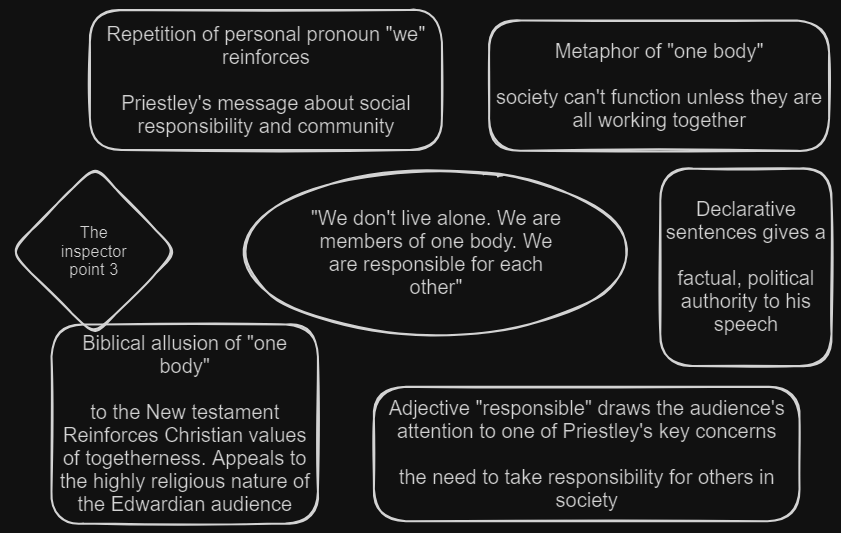 Repetition of personal pronoun "we"
reinforces
Priestley's message about social
responsibility and community
Metaphor of "one body"
society can't function unless they are
all working together
The
inspector
point 3
"We don't live alone. We are
members of one body. We
are responsible for each
other"
Declarative
sentences gives a
factual, political
authority to his
speech
Biblical allusion of "one
body"
to the New testament
Reinforces Christian values
of togetherness. Appeals to
the highly religious nature of
the Edwardian audience
Adjective "responsible" draws the audience's
attention to one of Priestley's key concerns
the need to take responsibility for others in
society